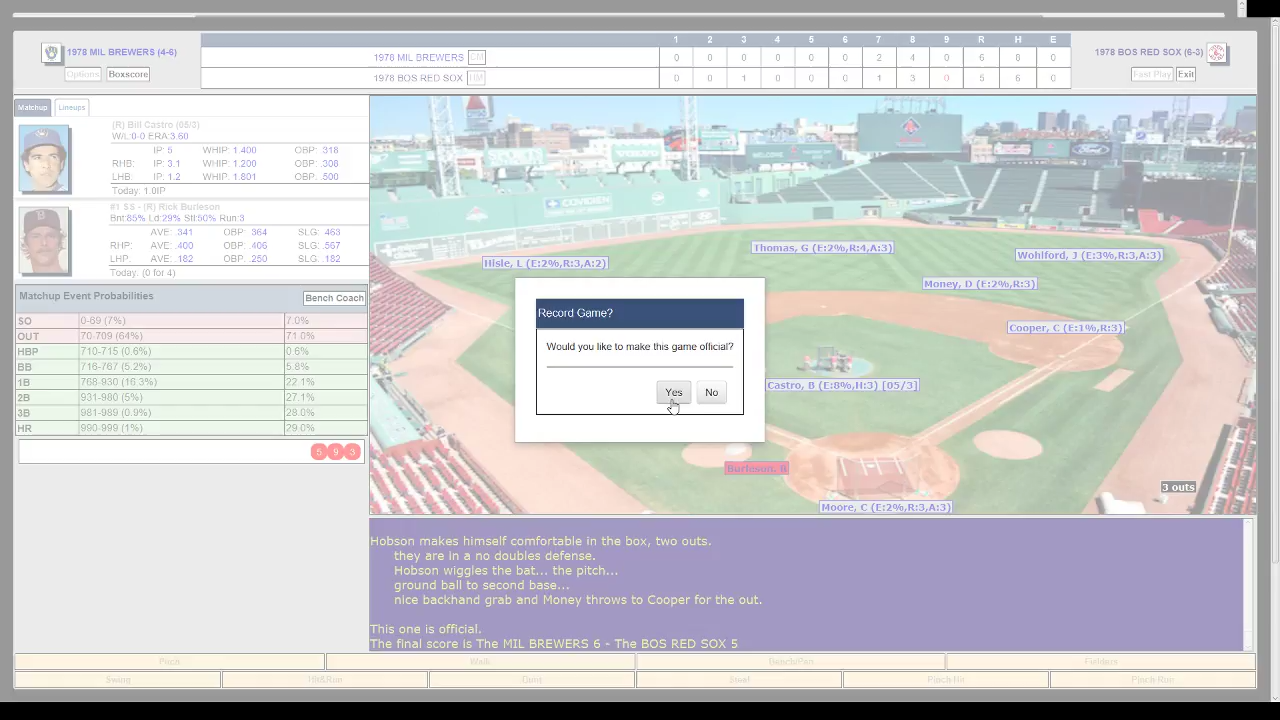 1978 MIL BREWERS (4-6)
Options
Boxscore
1 2 3 4 5 6 7 8 9 R H E
1978 MIL BREWERS CM 0 0 0 0 0 0 2 4 0 6 8 0
1978 BOS RED SOX HM 0 0 1 0 0 0 1 3 0 5 6 0
1978 BOS RED SOX (6-3)
Fast Play
Exit
Matchup
Lineups
(R) Bill Castro (05/3)
W/L:0-0 ERA:3.60
IP: 5 WHIP: 1.400 OBP: .318
RHB: IP: 3.1 WHIP: 1.200 OBP: .308
LHB: IP: 1.2 WHIP: 1.801 OBP: .500
Today: 1.0IP
#1 SS - (R) Rick Burleson
Bnt:85% Ld:29% Stl:50% Run:3
AVE: .341 OBP: .364 SLG: .463
RHP: AVE: .400 OBP: .406 SLG: .567
LHP: AVE: .182 OBP: .250 SLG: .182
Today: (0 for 4)
Matchup Event Probabilities
Bench Coach
SO 0-69 (7%) 7.0%
OUT 70-709 (64%) 71.0%
HBP 710-715 (0.6%) 0.6%
BB 716-767 (5.2%) 5.8%
1B 768-930 (16.3%) 22.1%
2B 931-980 (5%) 27.1%
3B 981-989 (0.9%) 28.0%
HR 990-999 (1%) 29.0%
5 9 3
COVIDIEN
VOLVO
Ford
Hisle, L (E:2%,R:3,A:2)
Thomas, G (E:2%,R:4,A:3)
Wohlford, J (E:3%,R:3,A:3)
Money, D (E:2%,R:3)
Cooper, C (E:1%,R:3)
Castro, B (E:8%,H:3) [05/3]
Burleson, R
Moore, C (E:2%,R:3,A:3)
3 outs
Record Game?
Would you like to make this game official?
Yes
No
Hobson makes himself comfortable in the box, two outs.
they are in a no doubles defense.
Hobson wiggles the bat... the pitch...
ground ball to second base...
nice backhand grab and Money throws to Cooper for the out.
This one is official.
The final score is The MIL BREWERS 6 - The BOS RED SOX 5
Pitch
Walk
Bench/Pen
Fielders
Swing
Hit&Run
Bunt
Steal
Pinch Hit
Pinch Run